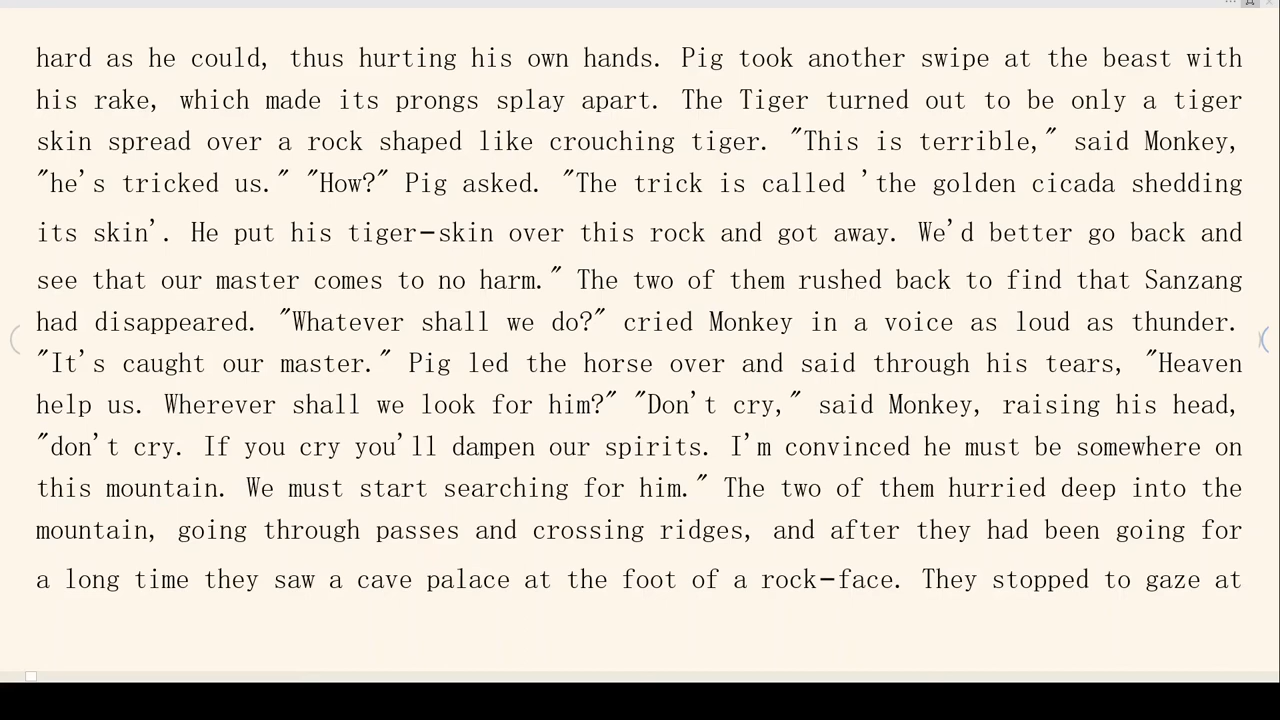 hard as he could, thus hurting his own hands. Pig took another swipe at the beast with
his rake, which made its prongs splay apart. The Tiger turned out to be only a tiger
skin spread over a rock shaped like crouching tiger. "This is terrible," said Monkey,
"he's tricked us." "How?" Pig asked. "The trick is called 'the golden cicada shedding
its skin'. He put his tiger-skin over this rock and got away. We'd better go back and
see that our master comes to no harm." The two of them rushed back to find that Sanzang
had disappeared. "Whatever shall we do?" cried Monkey in a voice as loud as thunder.
"It's caught our master." Pig led the horse over and said through his tears, "Heaven
help us. Wherever shall we look for him?" "Don't cry," said Monkey, raising his head,
"don't cry. If you cry you'll dampen our spirits. I'm convinced he must be somewhere on
this mountain. We must start searching for him." The two of them hurried deep into the
mountain, going through passes and crossing ridges, and after they had been going for
a long time they saw a cave palace at the foot of a rock-face. They stopped to gaze at